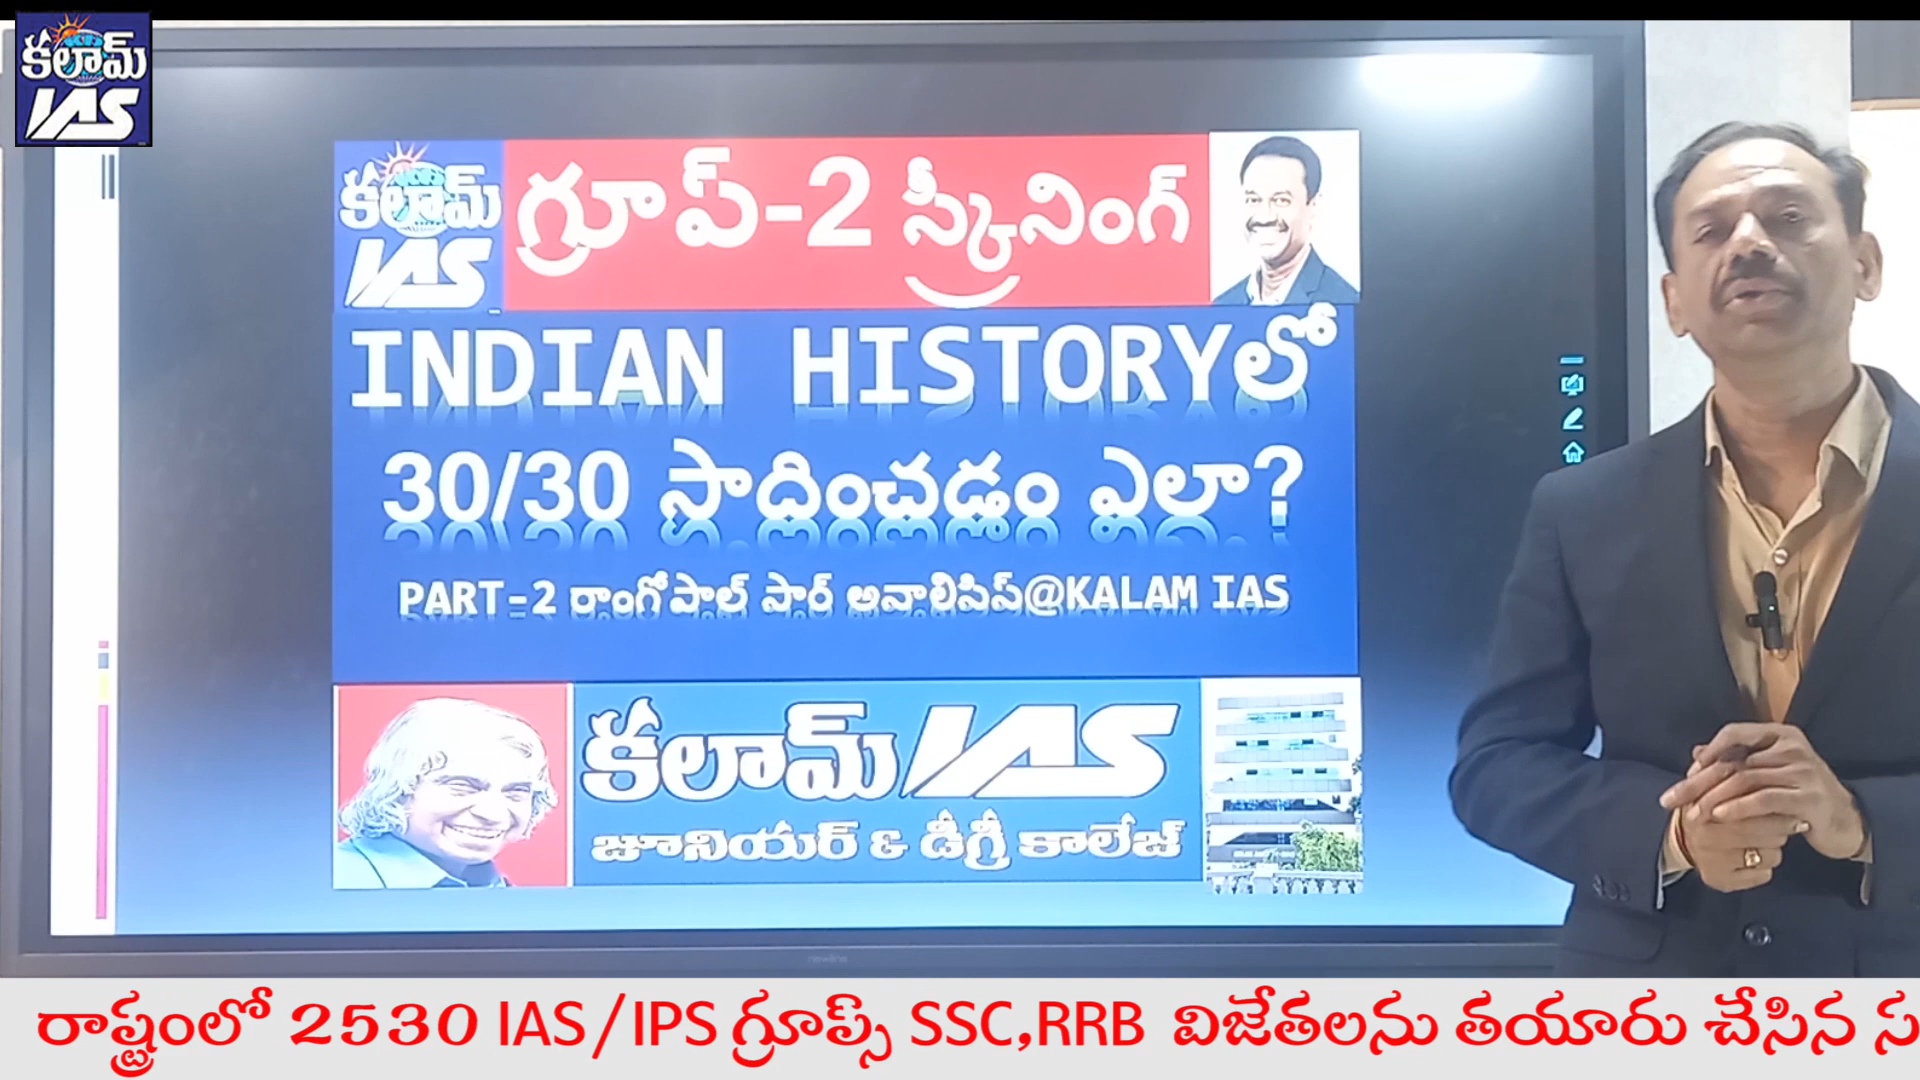 కలామ్
IAS
కలామ్
IAS
గ్రూప్-2 స్క్రీనింగ్
INDIAN HISTORYలో
30/30 సాధించడం ఎలా?
PART-2 రాంగోపాల్ సార్ అనాలిసిస్@KALAM IAS
కలామ్ IAS
జూనియర్ & డిగ్రీ కాలేజ్
newline
రాష్ట్రంలో 2530 IAS/IPS గ్రూప్స్ SSC,RRB విజేతలను తయారు చేసిన స